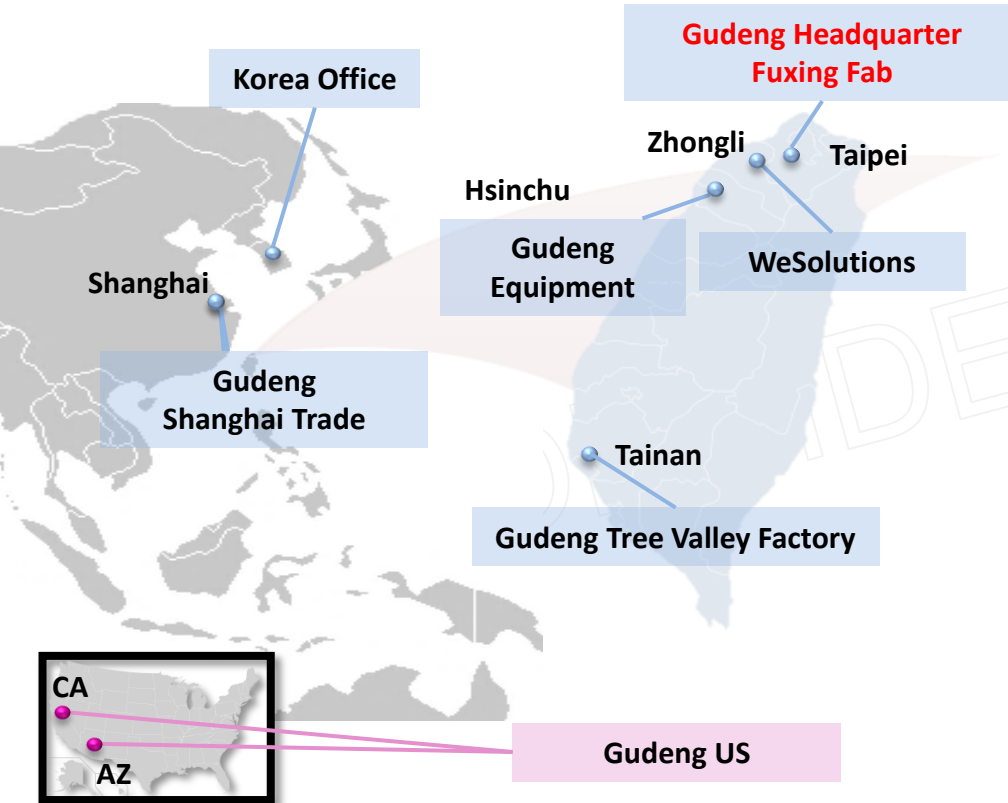 Gudeng Headquarter
Fuxing Fab
Korea Office
Zhongli
Taipei
Hsinchu
Gudeng
Equipment
WeSolutions
Shanghai
Gudeng
Shanghai Trade
Tainan
Gudeng Tree Valley Factory
CA
AZ
Gudeng US